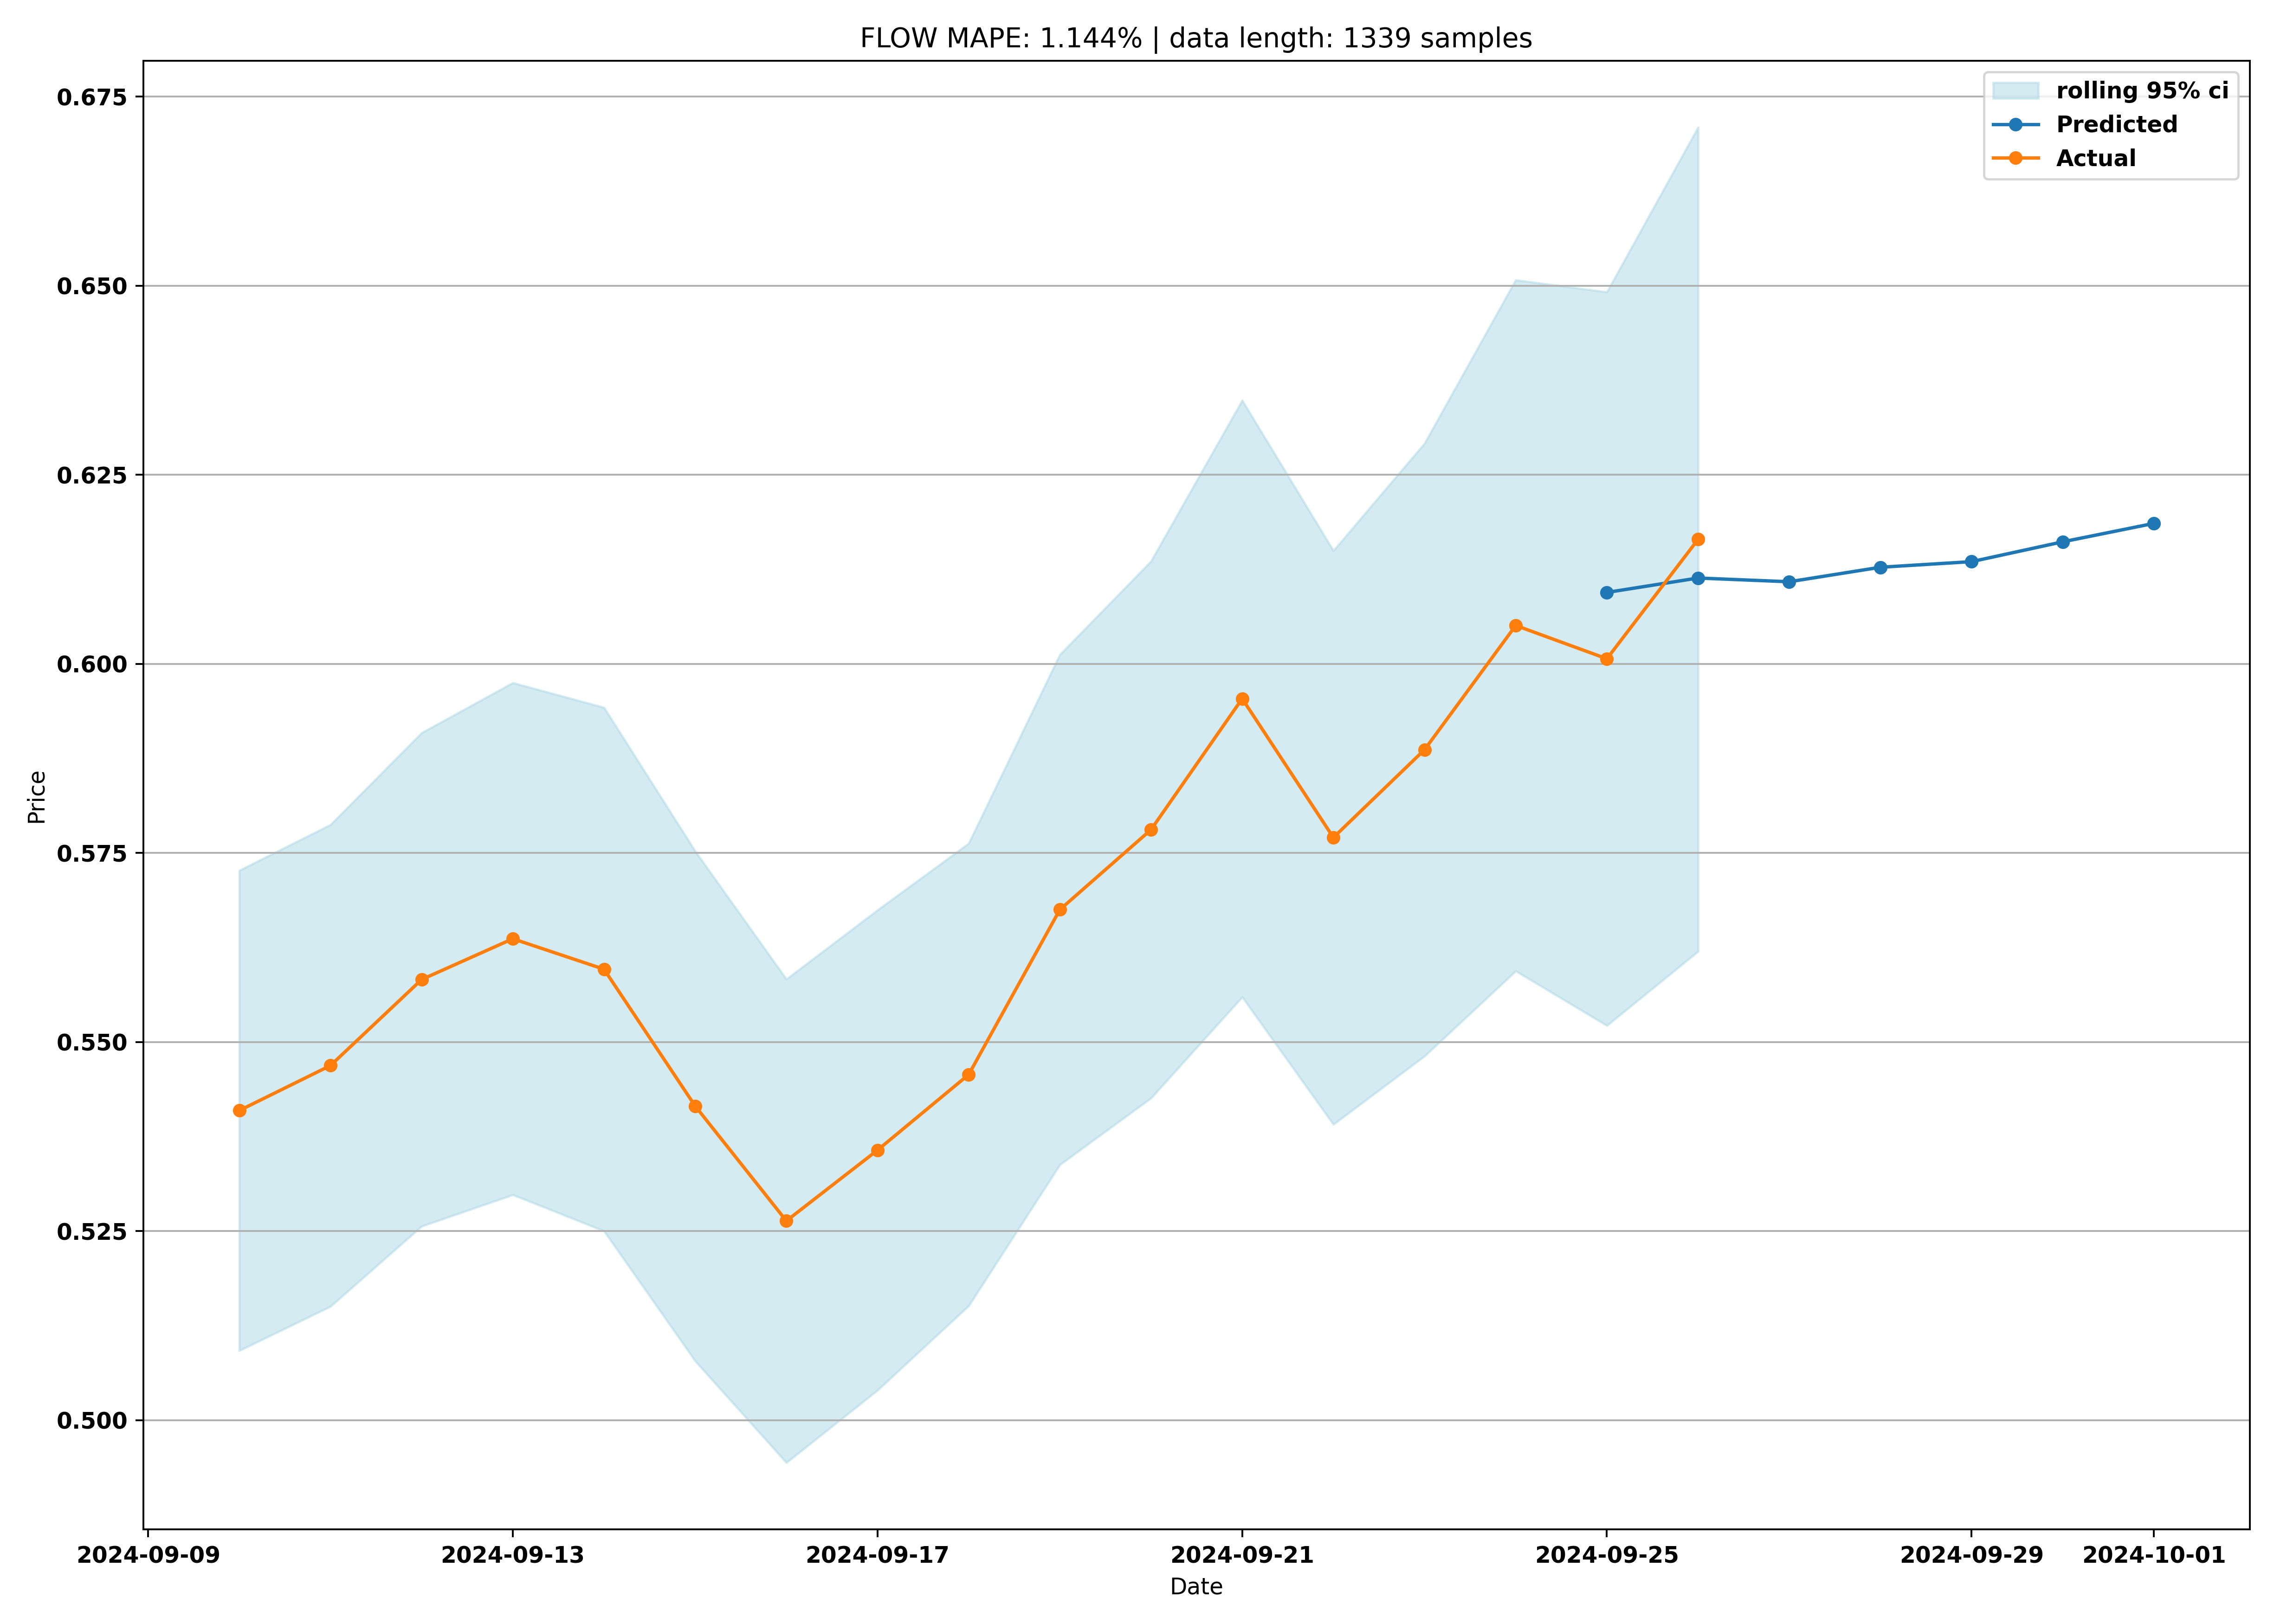 FLOW MAPE: 1.144% | data length: 1339 samples
rolling 95% ci
Predicted
Actual
0.675
0.650
0.625
0.600
0.575
0.550
0.525
0.500
Price
2024-09-09 2024-09-13 2024-09-17 2024-09-21 2024-09-25 2024-09-29 2024-10-01
Date